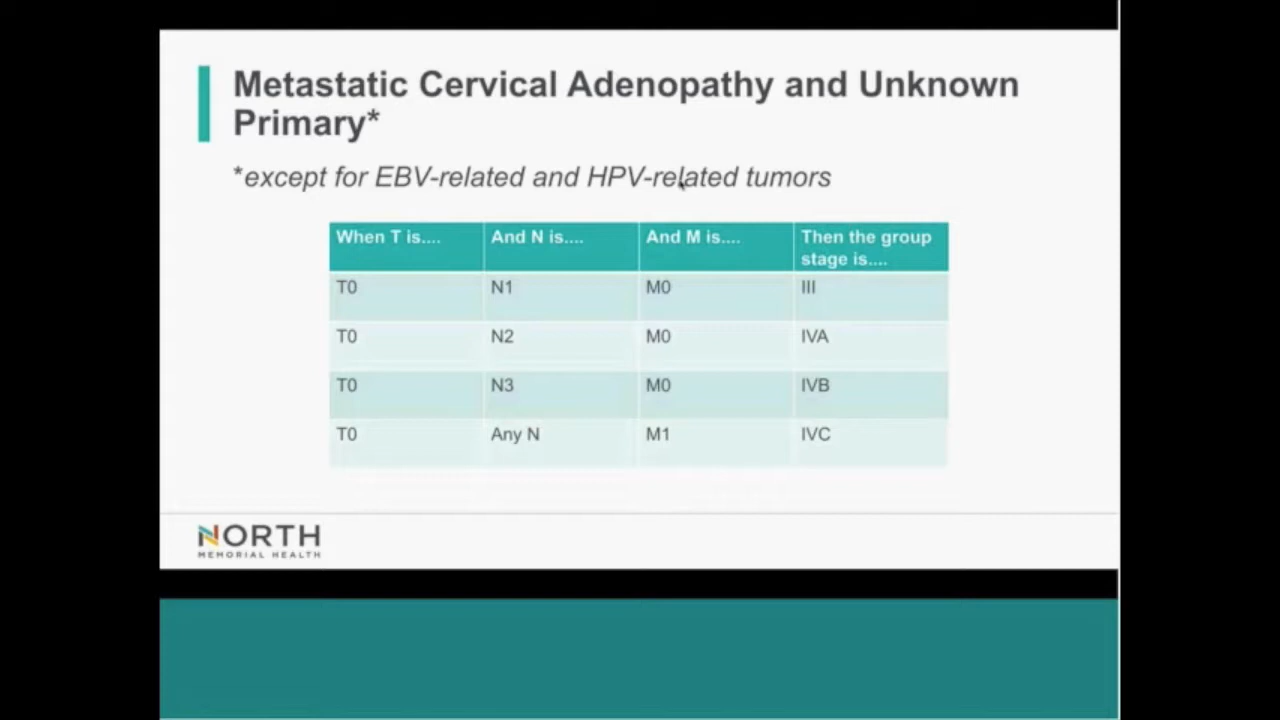 Metastatic Cervical Adenopathy and Unknown
Primary*
*except for EBV-related and HPV-related tumors
When T is.... And N is.... And M is.... Then the group
stage is....
T0 N1 M0 III
T0 N2 M0 IVA
T0 N3 M0 IVB
T0 Any N M1 IVC
NORTH
MEMORIAL HEALTH